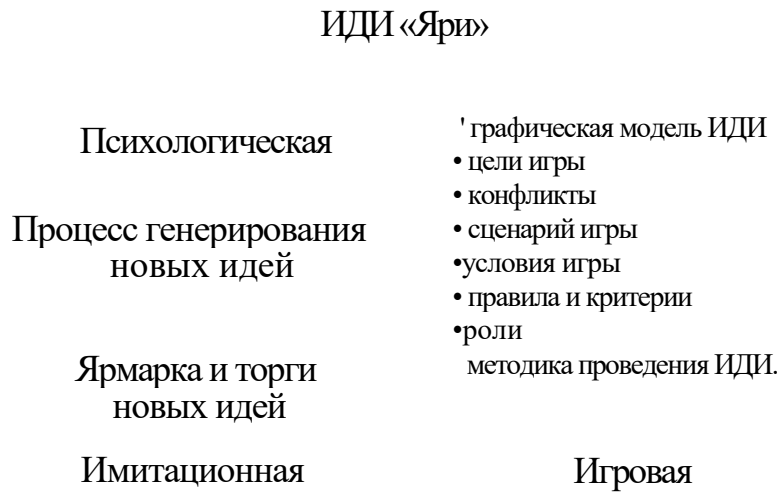 ИДИ «Яри»
Психологическая
Процесс генерирования
новых идей
Ярмарка и торги
новых идей
Имитационная
' графическая модель ИДИ
• цели игры
• конфликты
• сценарий игры
•условия игры
• правила и критерии
•роли
методика проведения ИДИ.
Игровая